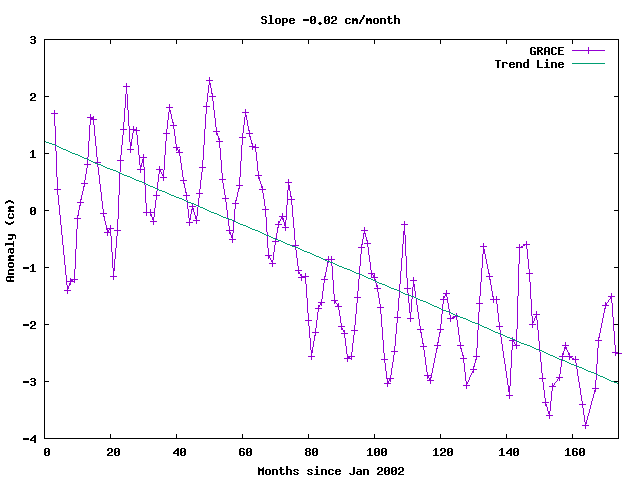 Slope -0.02 cm/month
GRACE
Trend Line
3
2
1
0
-1
-2
-3
-4
Anomaly (cm)
0 20 40 60 80 100 120 140 160
Months since Jan 2002